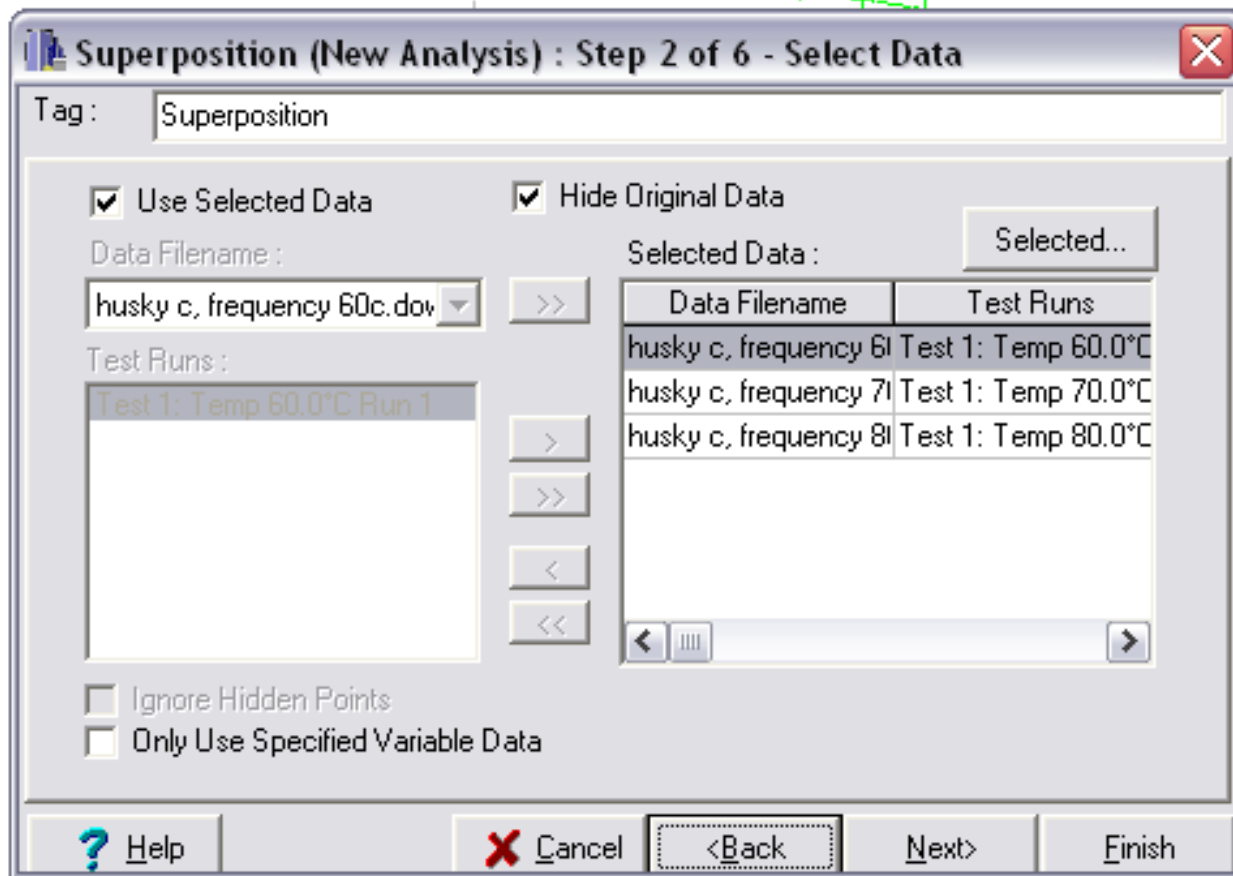 Superposition (New Analysis) : Step 2 of 6 - Select Data
Tag : Superposition
Use Selected Data
Hide Original Data
Selected...
Data Filename :
Selected Data :
husky c, frequency 60c.dov
>>
Data Filename Test Runs
husky c, frequency 6 Test 1: Temp 60.0°C
Test Runs :
husky c, frequency 7 Test 1: Temp 70.0°C
Test 1: Temp 60.0°C Run 1
husky c, frequency 8 Test 1: Temp 80.0°C
>
>>
<
<<
Ignore Hidden Points
Only Use Specified Variable Data
? Help
Cancel
<Back
Next>
Finish